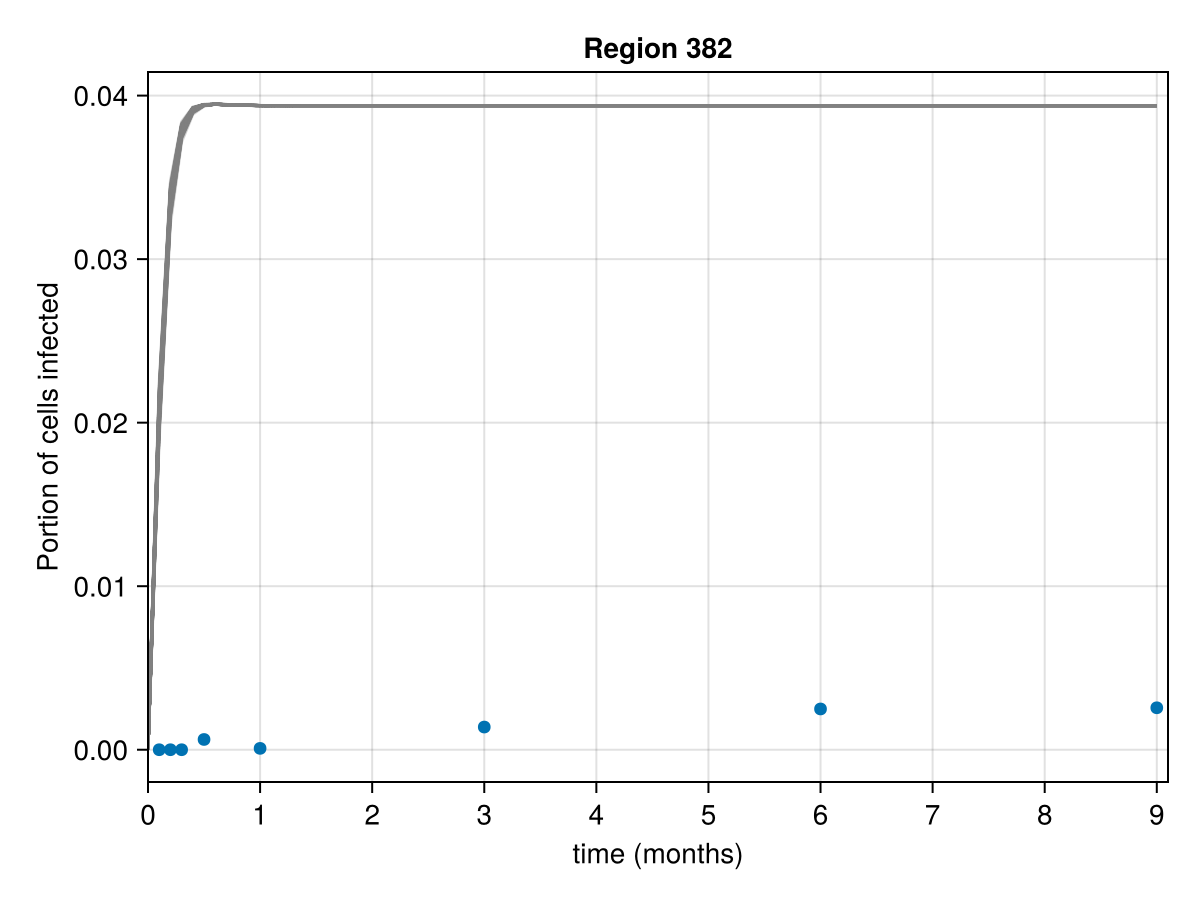 Region 382
Portion of cells infected
0.04
0.03
0.02
0.01
0.00
0 1 2 3 4 5 6 7 8 9
time (months)